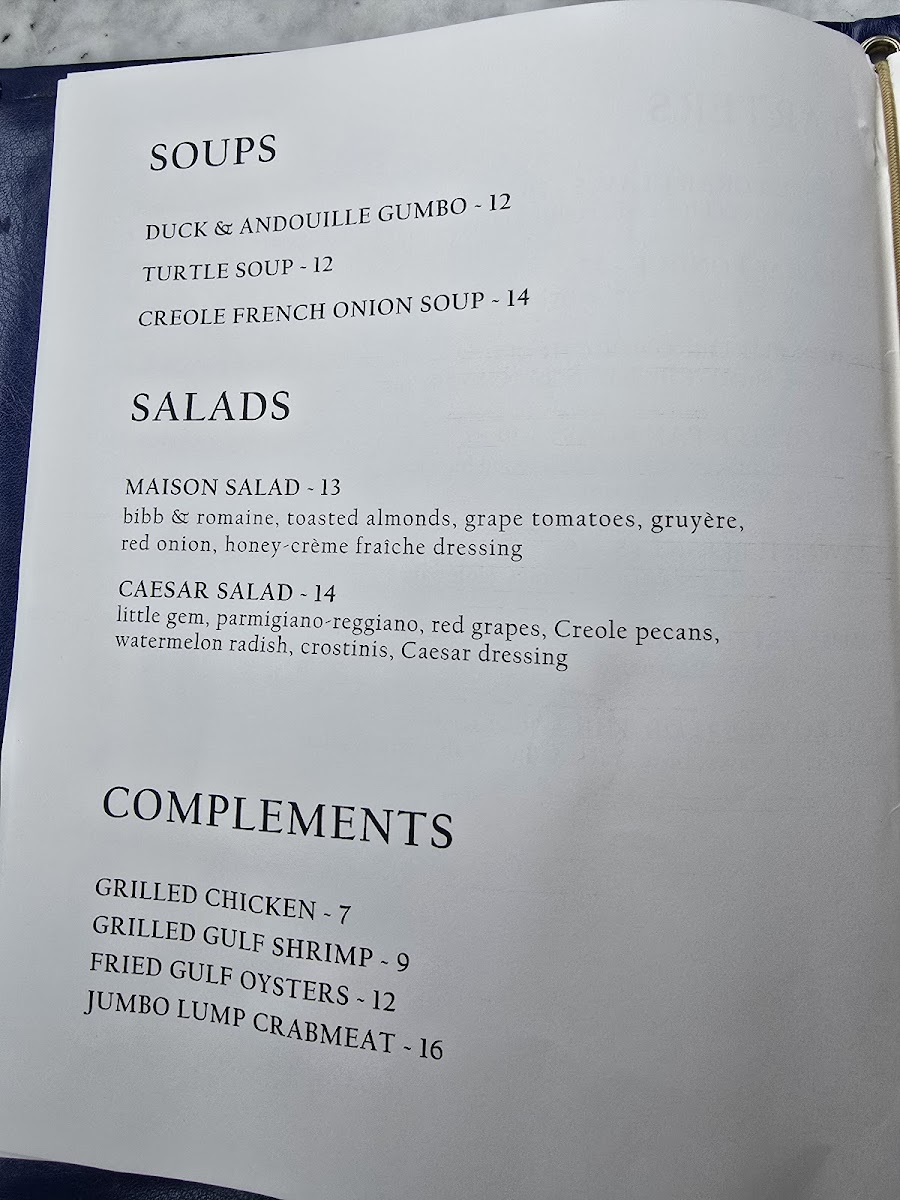 SOUPS
DUCK & ANDOUILLE GUMBO - 12
TURTLE SOUP - 12
CREOLE FRENCH ONION SOUP - 14
SALADS
MAISON SALAD - 13
bibb & romaine, toasted almonds, grape tomatoes, gruyère,
red onion, honey-crème fraîche dressing
CAESAR SALAD - 14
little gem, parmigiano-reggiano, red grapes, Creole pecans,
watermelon radish, crostinis, Caesar dressing
COMPLEMENTS
GRILLED CHICKEN - 7
GRILLED GULF SHRIMP - 9
FRIED GULF OYSTERS - 12
JUMBO LUMP CRABMEAT - 16